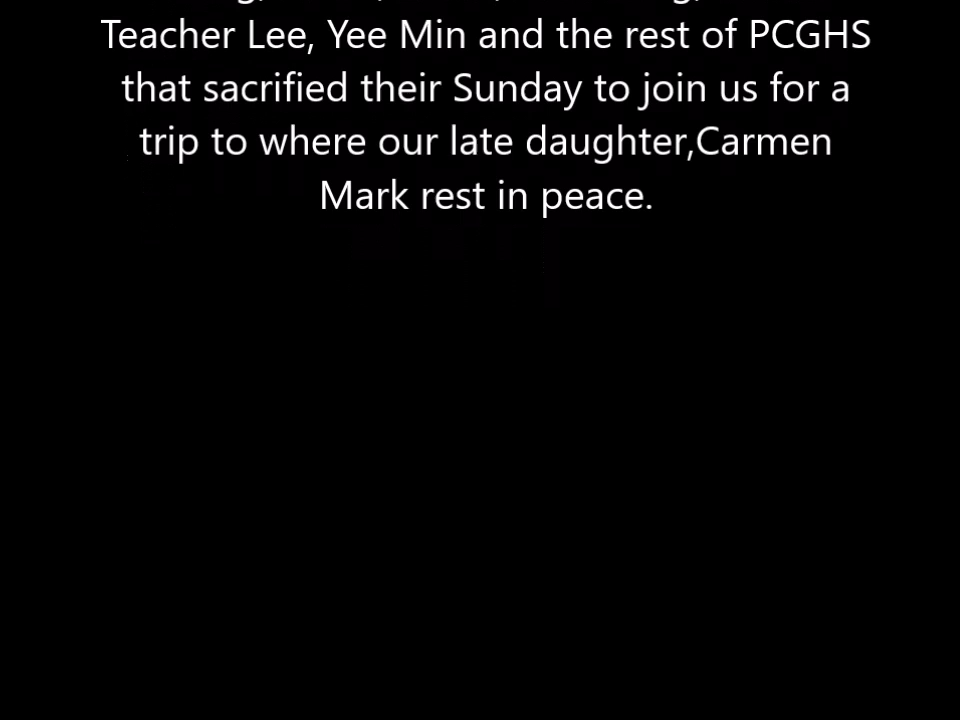 Teacher Lee, Yee Min and the rest of PCGHS
that sacrified their Sunday to join us for a
trip to where our late daughter,Carmen
Mark rest in peace.